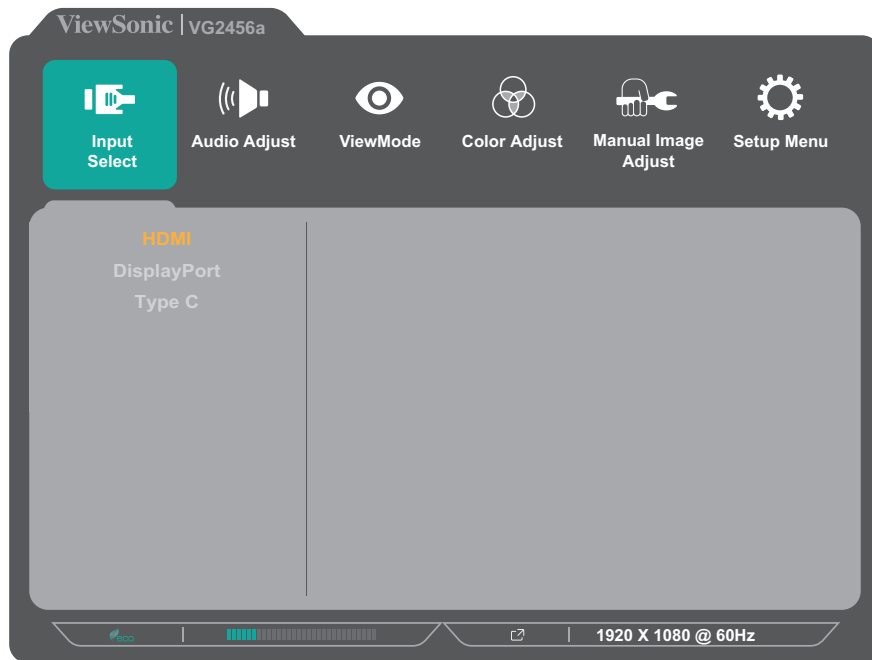 ViewSonic | VG2456a
Input
Select
Audio Adjust
ViewMode
Color Adjust
Manual Image
Adjust
Setup Menu
HDMI
DisplayPort
Type C
eco
1920 X 1080 @ 60Hz